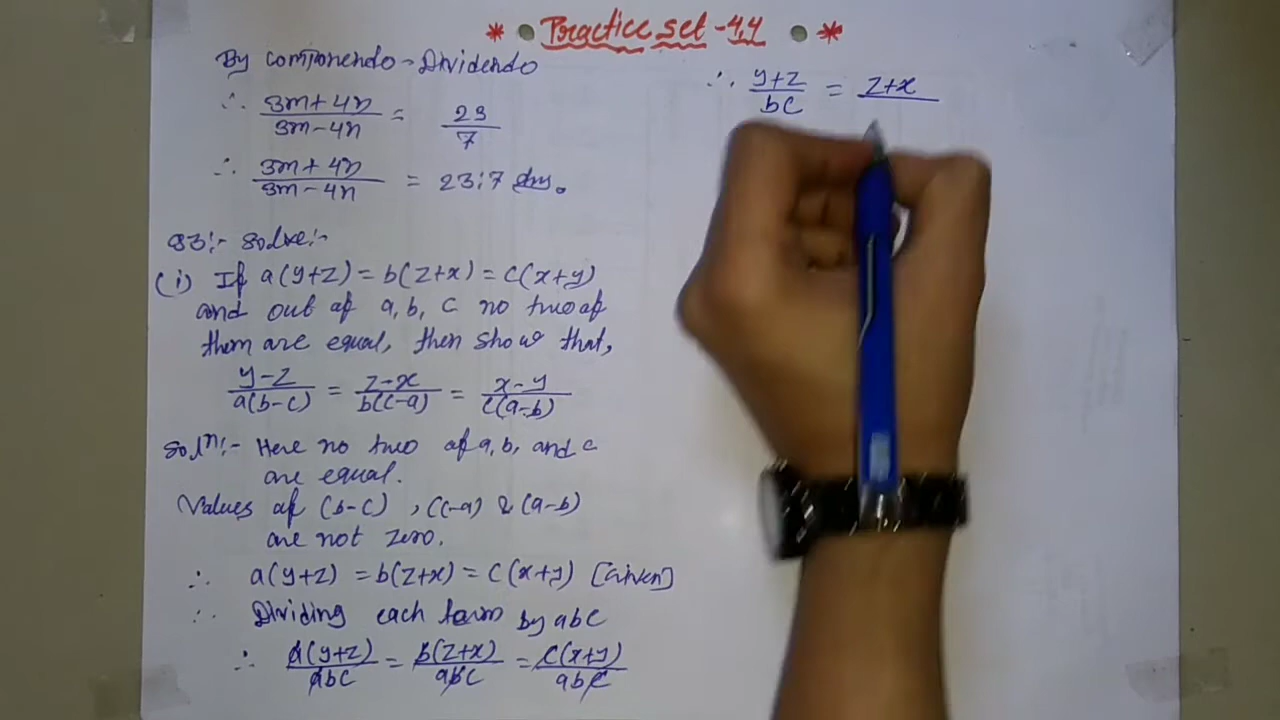 * Practice set - 4.4 *
By Componendo - Dividendo
∴ (3m + 4n)/(3m - 4n) = 23/7
∴ (3m + 4n)/(3m - 4n) = 23:7 Ans.
Q3:- Solve:-
(i) If a(y+z) = b(z+x) = c(x+y)
and out of a, b, c no two of
them are equal, then show that,
(y-z)/(a(b-c)) = (z-x)/(b(c-a)) = (x-y)/(c(a-b))
Solⁿ:- Here no two of a, b, and c
are equal.
Values of (b-c), (c-a) & (a-b)
are not zero.
∴ a(y+z) = b(z+x) = c(x+y) [Given]
∴ Dividing each term by abc
∴ a(y+z)/abc = b(z+x)/abc = c(x+y)/abc
∴ (y+z)/bc = z+x